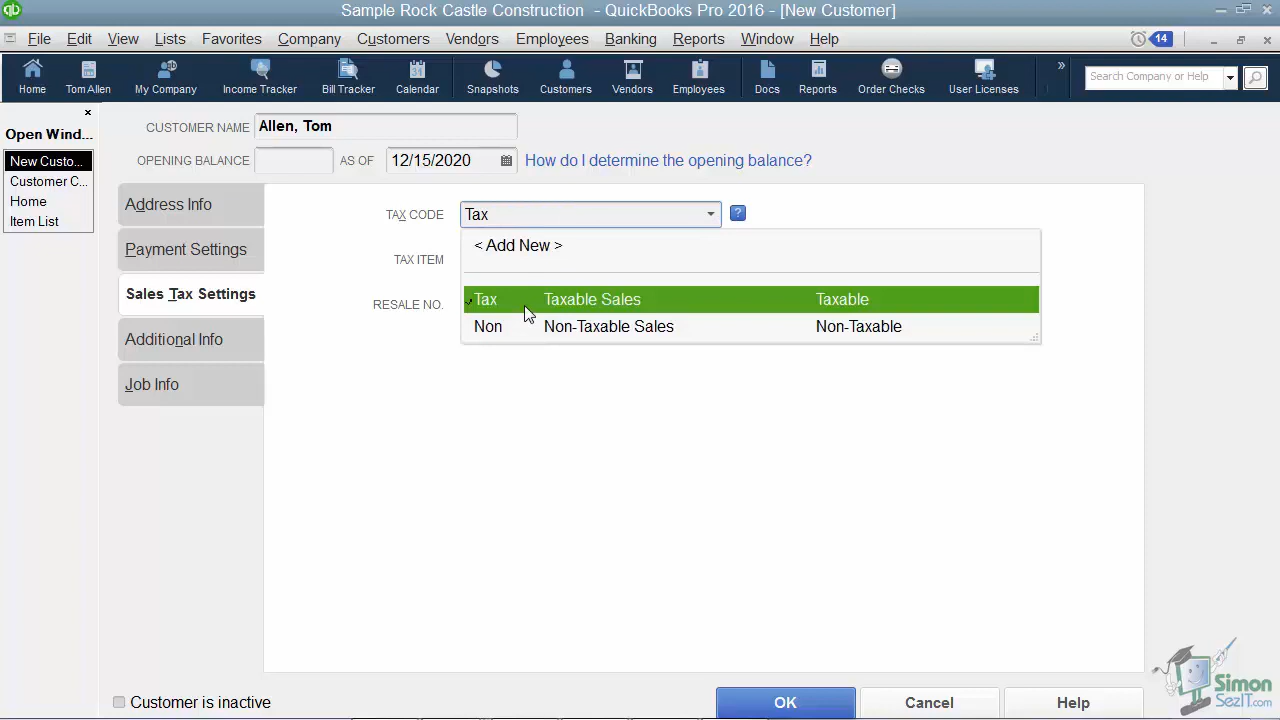 Sample Rock Castle Construction - QuickBooks Pro 2016 - [New Customer]
File Edit View Lists Favorites Company Customers Vendors Employees Banking Reports Window Help 14
Home Tom Allen My Company Income Tracker Bill Tracker Calendar Snapshots Customers Vendors Employees Docs Reports Order Checks User Licenses » Search Company or Help
Open Wind...
New Custo...
Customer C...
Home
Item List
CUSTOMER NAME Allen, Tom
OPENING BALANCE AS OF 12/15/2020 How do I determine the opening balance?
Address Info
Payment Settings
Sales Tax Settings
Additional Info
Job Info
TAX CODE Tax ?
< Add New >
TAX ITEM
Tax Taxable Sales Taxable
RESALE NO.
Non Non-Taxable Sales Non-Taxable
Customer is inactive
OK Cancel Help
Simon
SezIT.com